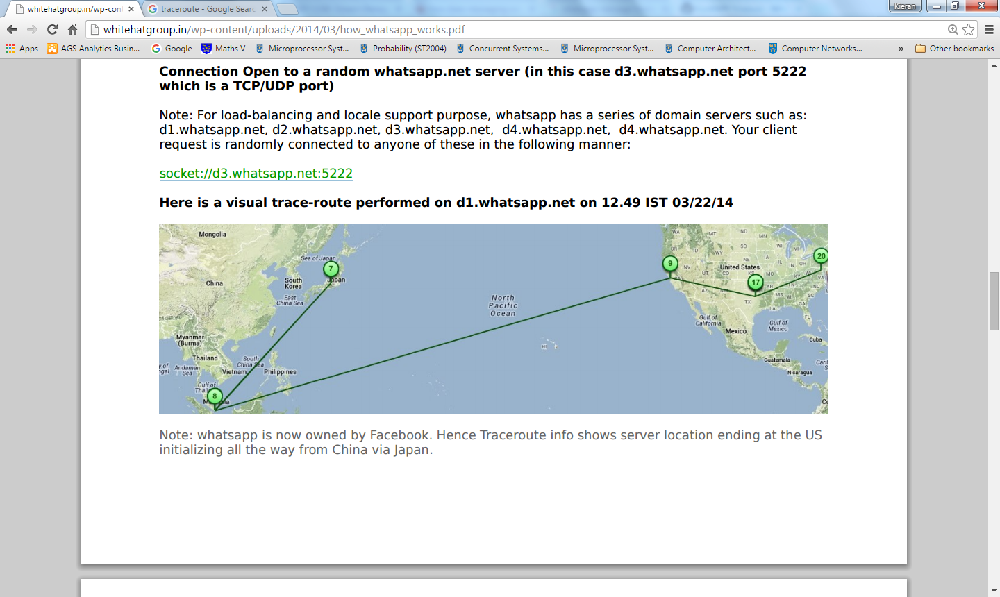 whitehatgroup.in/wp-cont
traceroute - Google Searc
Kieran
whitehatgroup.in/wp-content/uploads/2014/03/how_whatsapp_works.pdf
Apps
AGS Analytics Busin...
Google
Maths V
Microprocessor Syst...
Probability (ST2004)
Concurrent Systems...
Microprocessor Syst...
Computer Architect...
Computer Networks...
»
Other bookmarks
Connection Open to a random whatsapp.net server (in this case d3.whatsapp.net port 5222
which is a TCP/UDP port)
Note: For load-balancing and locale support purpose, whatsapp has a series of domain servers such as:
d1.whatsapp.net, d2.whatsapp.net, d3.whatsapp.net,  d4.whatsapp.net,  d4.whatsapp.net. Your client
request is randomly connected to anyone of these in the following manner:
socket://d3.whatsapp.net:5222
Here is a visual trace-route performed on d1.whatsapp.net on 12.49 IST 03/22/14
Mongolia
Sea of Japan
7
Japan
China
South
Korea
East
China Sea
Myanmar
(Burma)
Thailand
South
China Sea
Andaman
Sea
Vietnam
Philippines
Gulf of
8
North
Pacific
Ocean
HI
WA
MT
ND
MN
OR
ID
SD
WI
MI
WY
9
NV
NE
IA
20
United States
IL
IN
OH
UT
CO
KS
MO
KY
WV
VA
CA
17
AZ
AR
NC
TX
MS
AL
SC
LA
GA
Gulf of
California
Gulf of
Mexico
FL
Mexico
Cuba
Guatemala
Nicaragua
Note: whatsapp is now owned by Facebook. Hence Traceroute info shows server location ending at the US
initializing all the way from China via Japan.